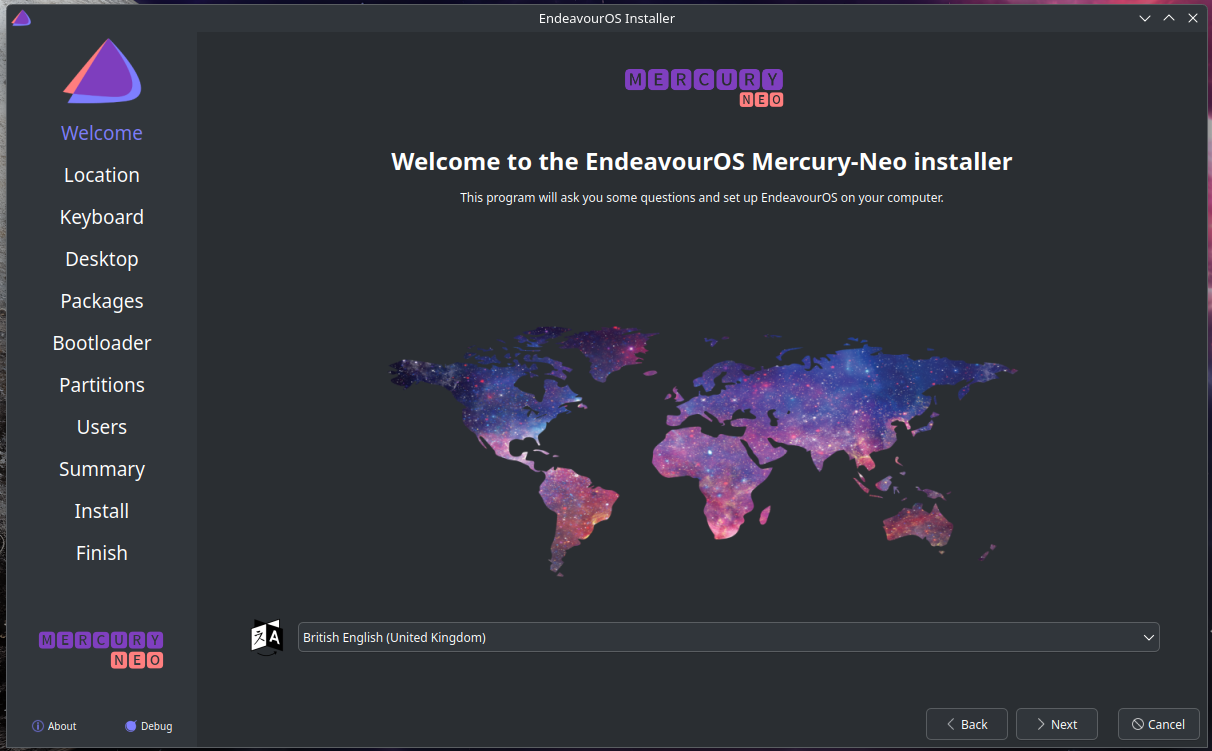 EndeavourOS Installer
Welcome
Location
Keyboard
Desktop
Packages
Bootloader
Partitions
Users
Summary
Install
Finish
MERCURY
NEO
About
Debug
MERCURY
NEO
Welcome to the EndeavourOS Mercury-Neo installer
This program will ask you some questions and set up EndeavourOS on your computer.
文 A
British English (United Kingdom)
Back
Next
Cancel